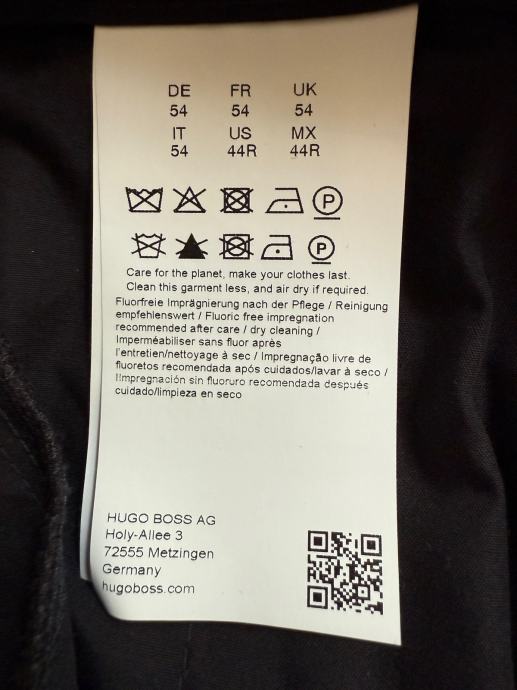 DE FR UK
54 54 54
IT US MX
54 44R 44R
P
P
Care for the planet, make your clothes last.
Clean this garment less, and air dry if required.
Fluorfreie Imprägnierung nach der Pflege / Reinigung
empfehlenswert / Fluoric free impregnation
recommended after care / dry cleaning /
Imperméabiliser sans fluor après
l'entretien/nettoyage à sec / Impregnação livre de
fluoretos recomendada após cuidados/lavar à seco /
Impregnación sin fluoruro recomendada después
cuidado/limpieza en seco
HUGO BOSS AG
Holy-Allee 3
72555 Metzingen
Germany
hugoboss.com